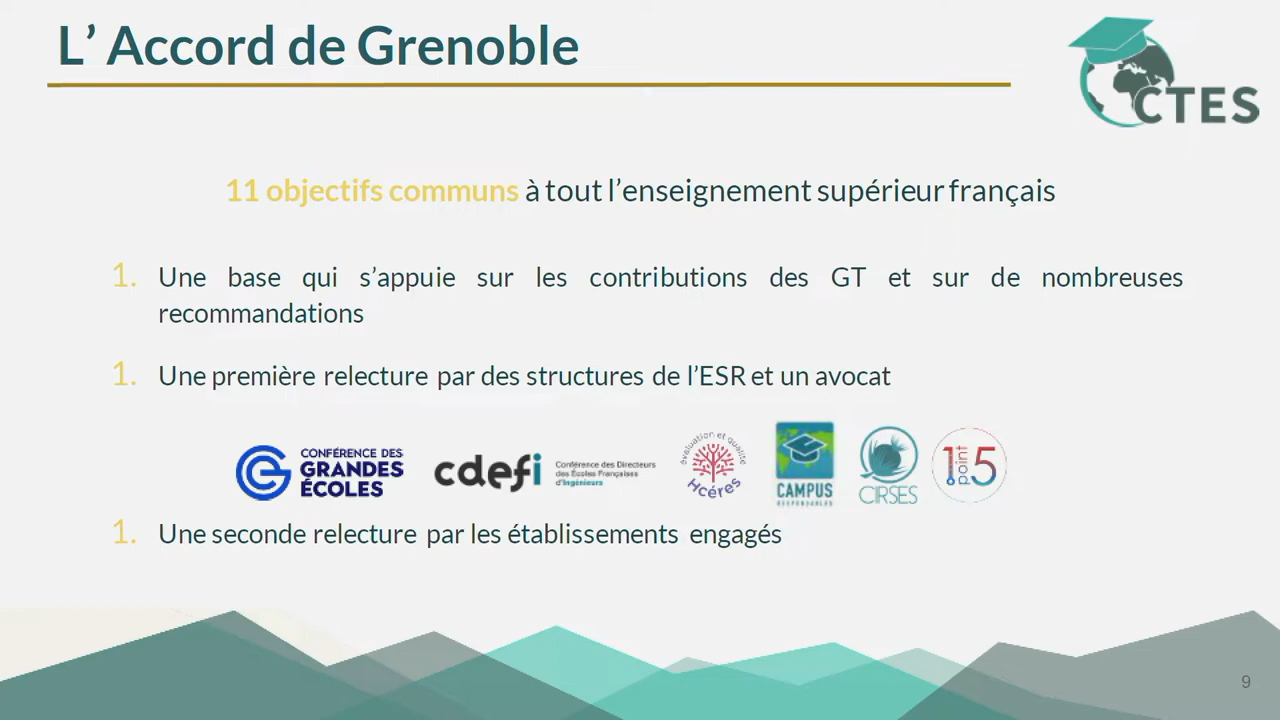 L’ Accord de Grenoble
CTES
11 objectifs communs à tout l’enseignement supérieur français
1. Une base qui s’appuie sur les contributions des GT et sur de nombreuses
recommandations
1. Une première relecture par des structures de l’ESR et un avocat
CONFÉRENCE DES
GRANDES
ÉCOLES
cdefi
Conférence des Directeurs
des Écoles Françaises
d'Ingénieurs
évaluation et qualité
Hcéres
CAMPUS
RESPONSABLES
CIRSES
1point5
1. Une seconde relecture par les établissements engagés
9